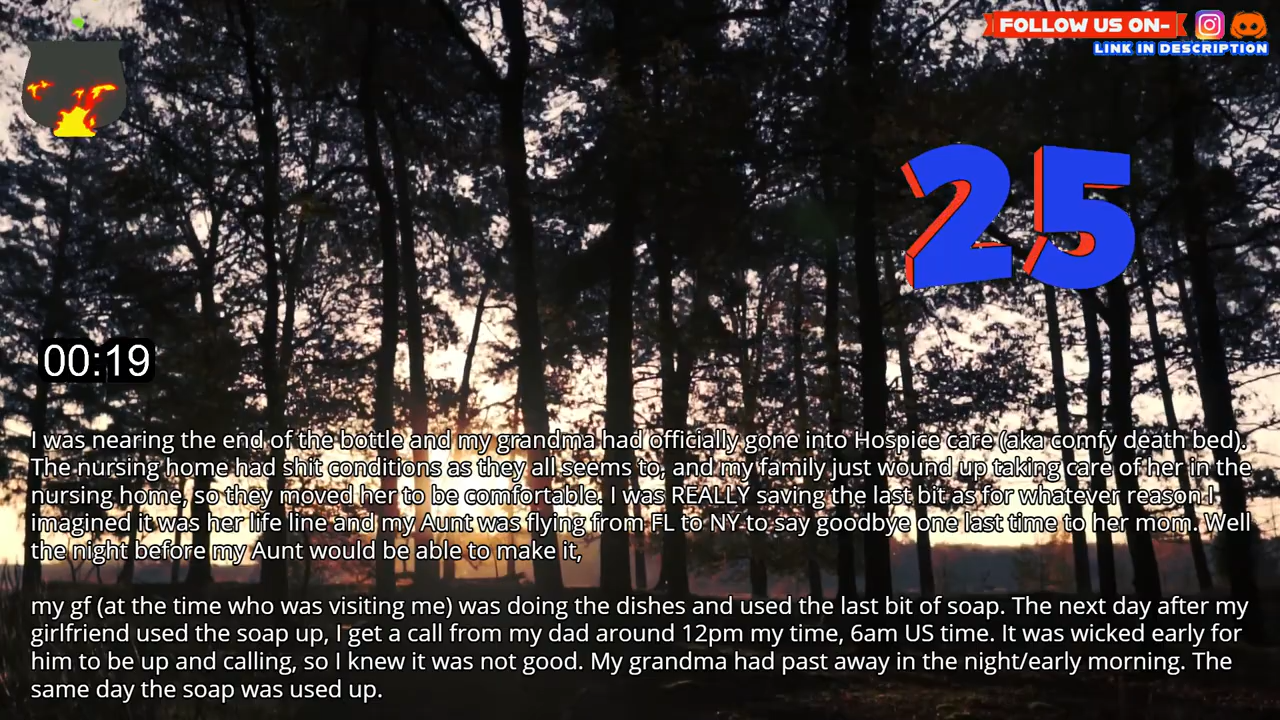 FOLLOW US ON-
LINK IN DESCRIPTION
25
00:19
I was nearing the end of the bottle and my grandma had officially gone into Hospice care (aka comfy death bed).
The nursing home had shit conditions as they all seems to, and my family just wound up taking care of her in the
nursing home, so they moved her to be comfortable. I was REALLY saving the last bit as for whatever reason I
imagined it was her life line and my Aunt was flying from FL to NY to say goodbye one last time to her mom. Well
the night before my Aunt would be able to make it,
my gf (at the time who was visiting me) was doing the dishes and used the last bit of soap. The next day after my
girlfriend used the soap up, I get a call from my dad around 12pm my time, 6am US time. It was wicked early for
him to be up and calling, so I knew it was not good. My grandma had past away in the night/early morning. The
same day the soap was used up.